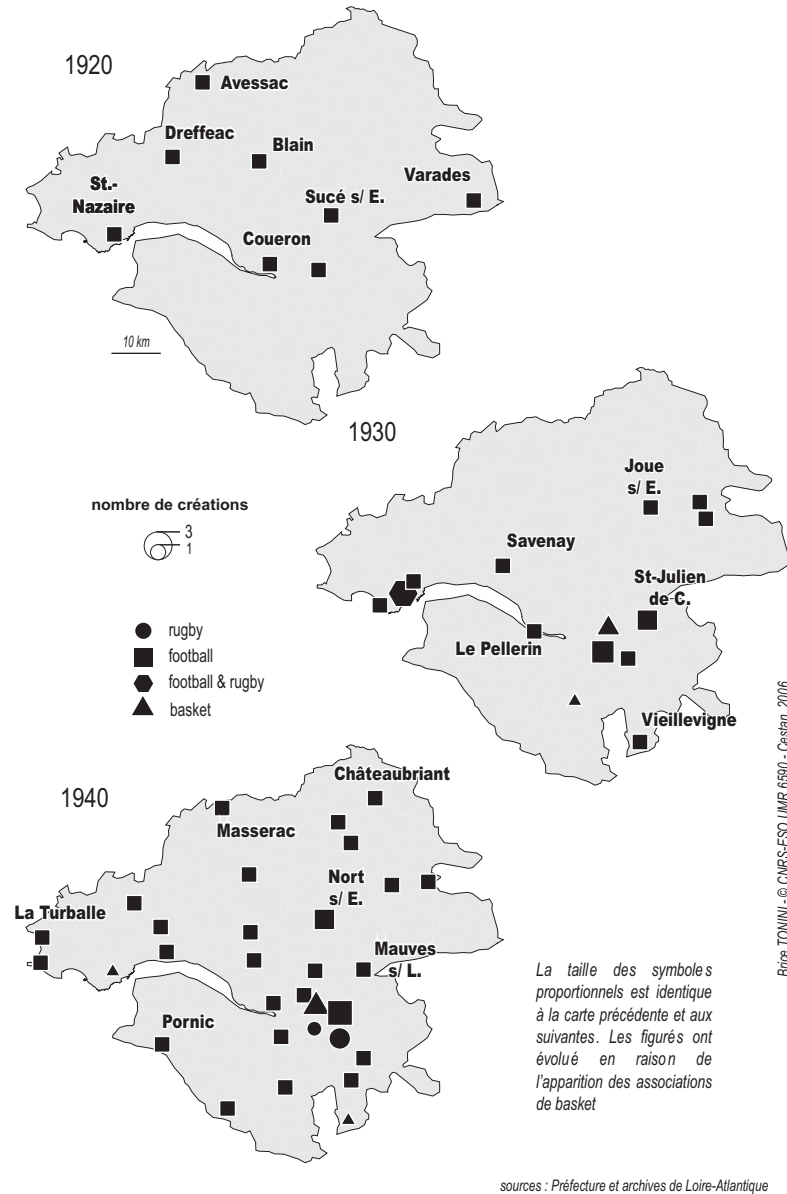 1920
Avessac
Dreffeac
Blain
St.-
Nazaire
Sucé s/ E.
Varades
Coueron
10 km
1930
nombre de créations
3
1
rugby
football
football & rugby
basket
Joue
s/ E.
Savenay
St-Julien
de C.
Le Pellerin
Vieillevigne
1940
Châteaubriant
Masserac
Nort
s/ E.
La Turballe
Mauves
s/ L.
Pornic
La taille des symboles
proportionnels est identique
à la carte précédente et aux
suivantes. Les figurés ont
évolué en raison de
l'apparition des associations
de basket
Brice TONINI - © CNRS-ESO UMR 6590 - Cestan, 2006
sources : Préfecture et archives de Loire-Atlantique